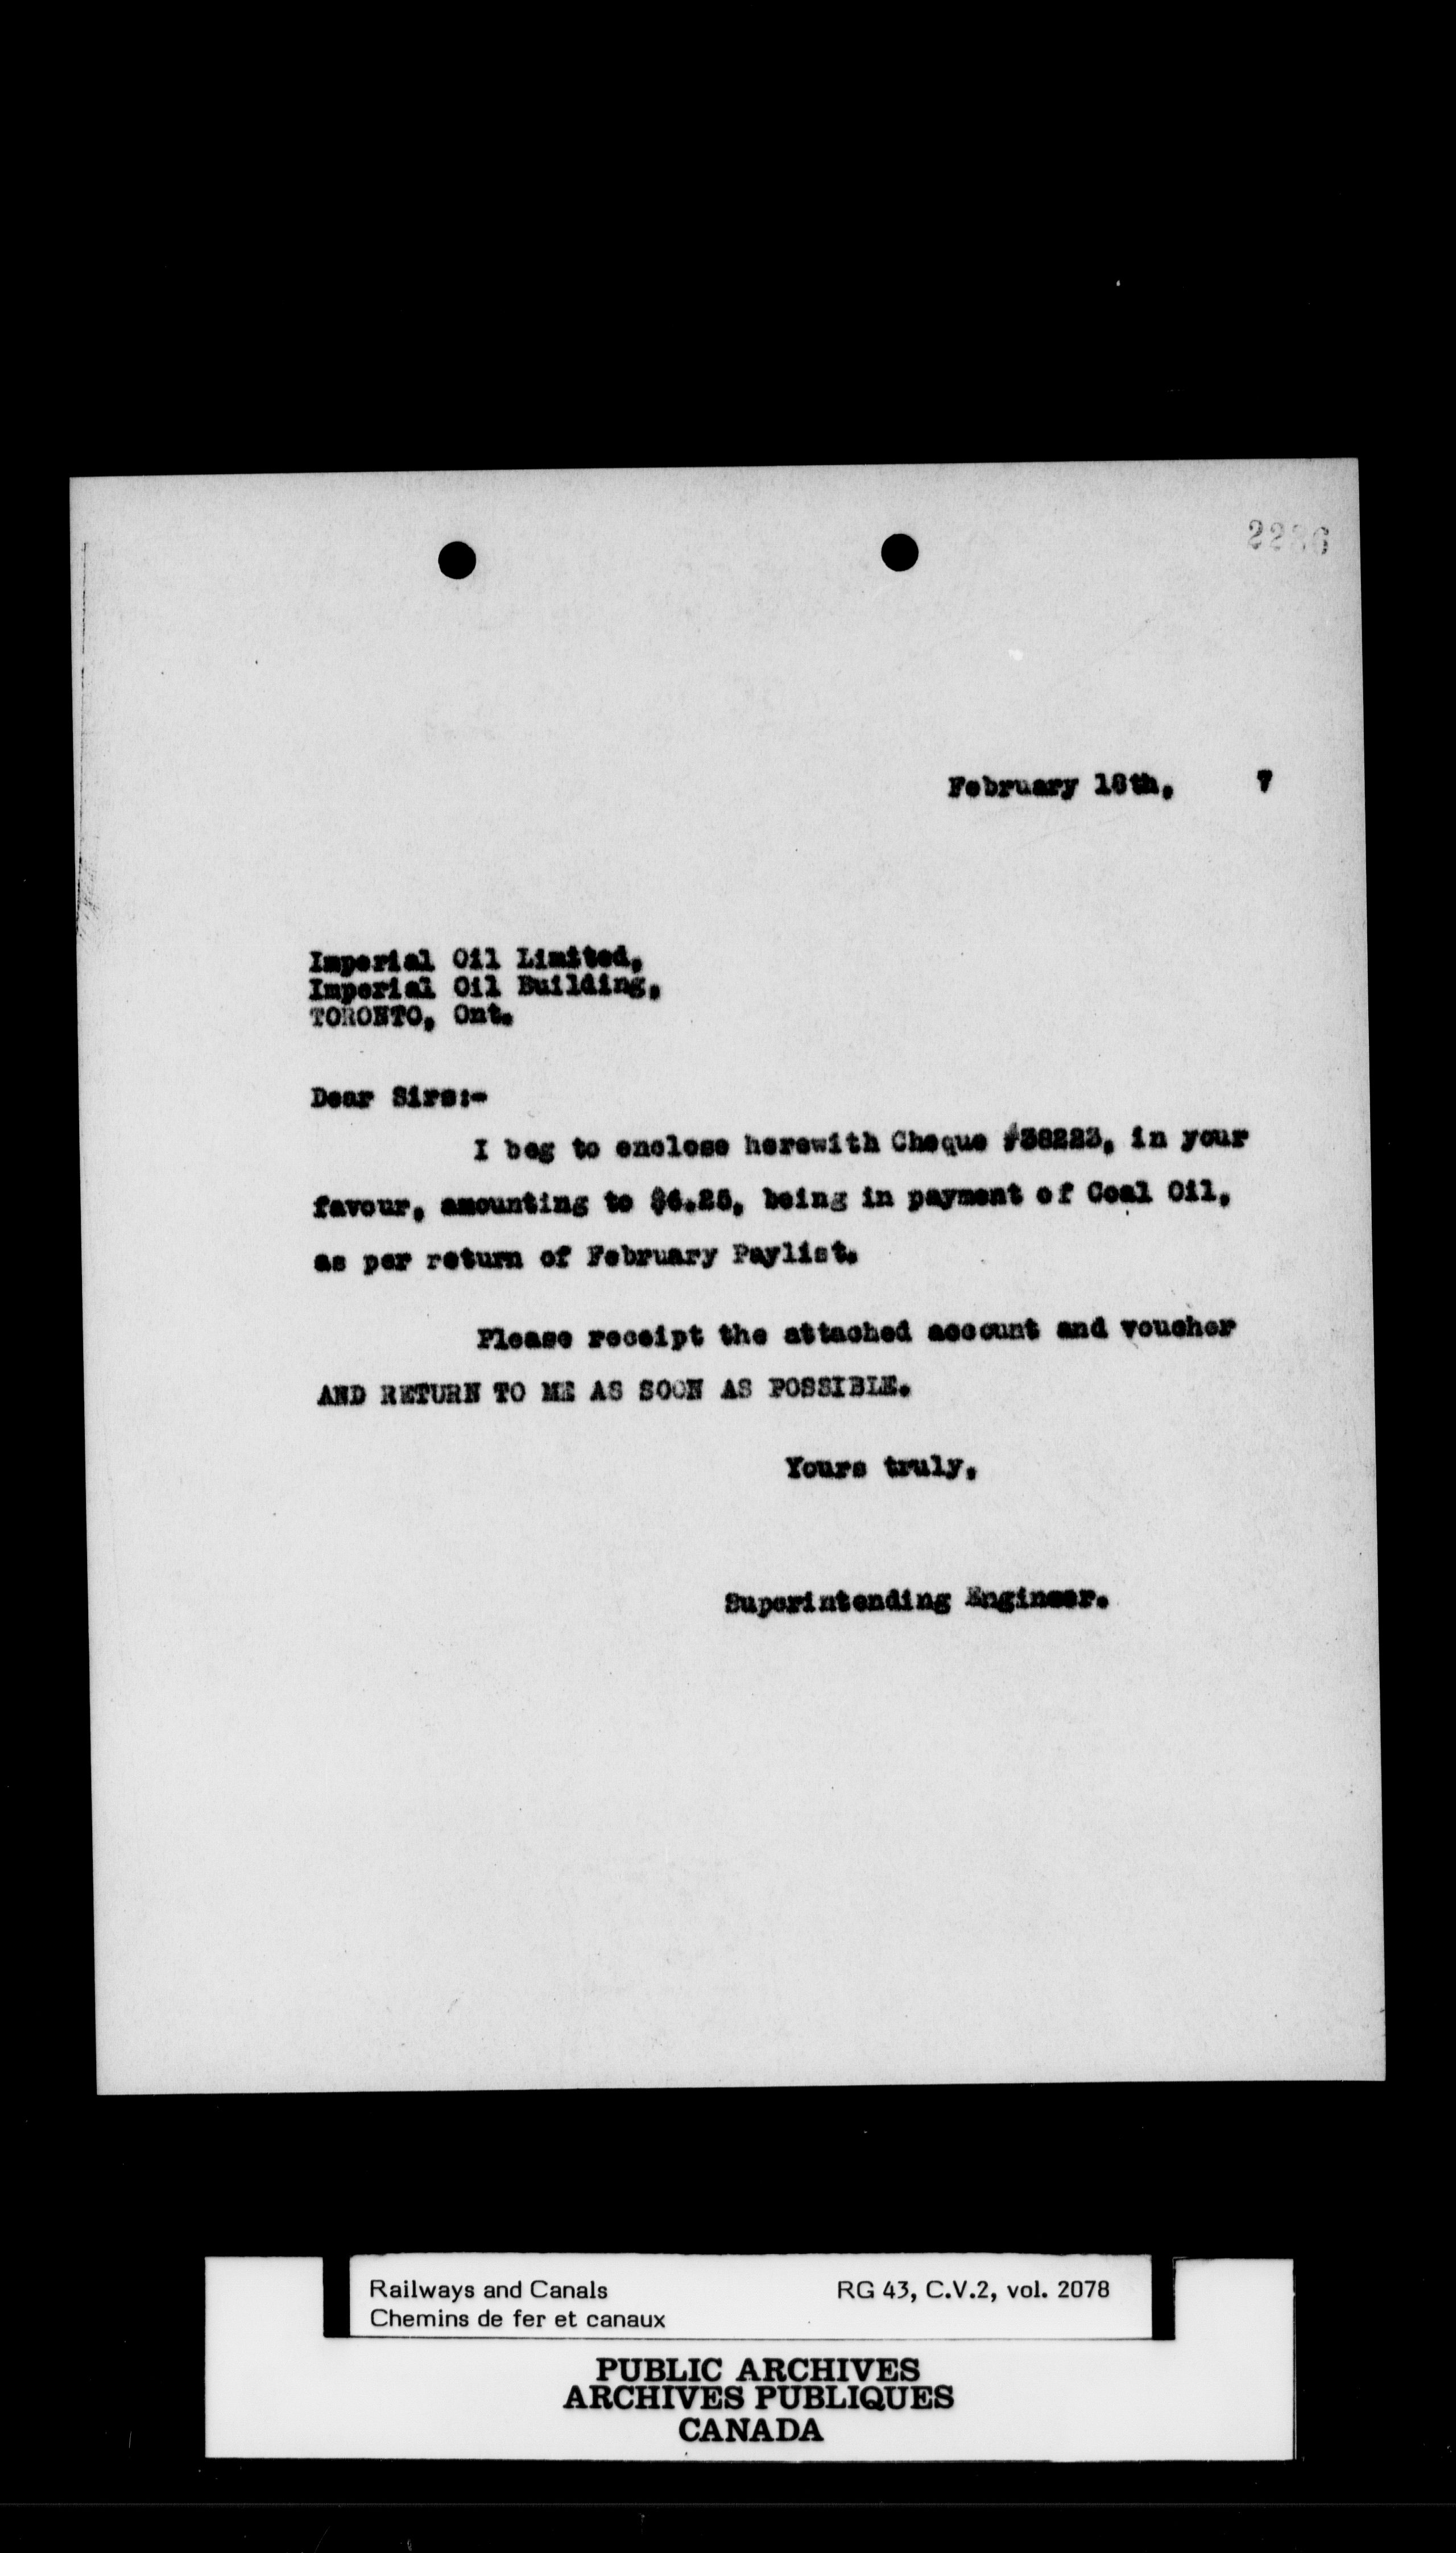 February 18th, 7
Imperial Oil Limited,
Imperial Oil Building,
TORONTO, Ont.
Dear Sirs:-
I beg to enclose herewith Cheque #38223, in your
favour, amounting to $6.25, being in payment of Coal Oil,
as per return of February Paylist.
Please receipt the attached account and voucher
AND RETURN TO ME AS SOON AS POSSIBLE.
Yours truly,
Superintending Engineer.
Railways and Canals RG 43, C.V.2, vol. 2078
Chemins de fer et canaux
PUBLIC ARCHIVES
ARCHIVES PUBLIQUES
CANADA